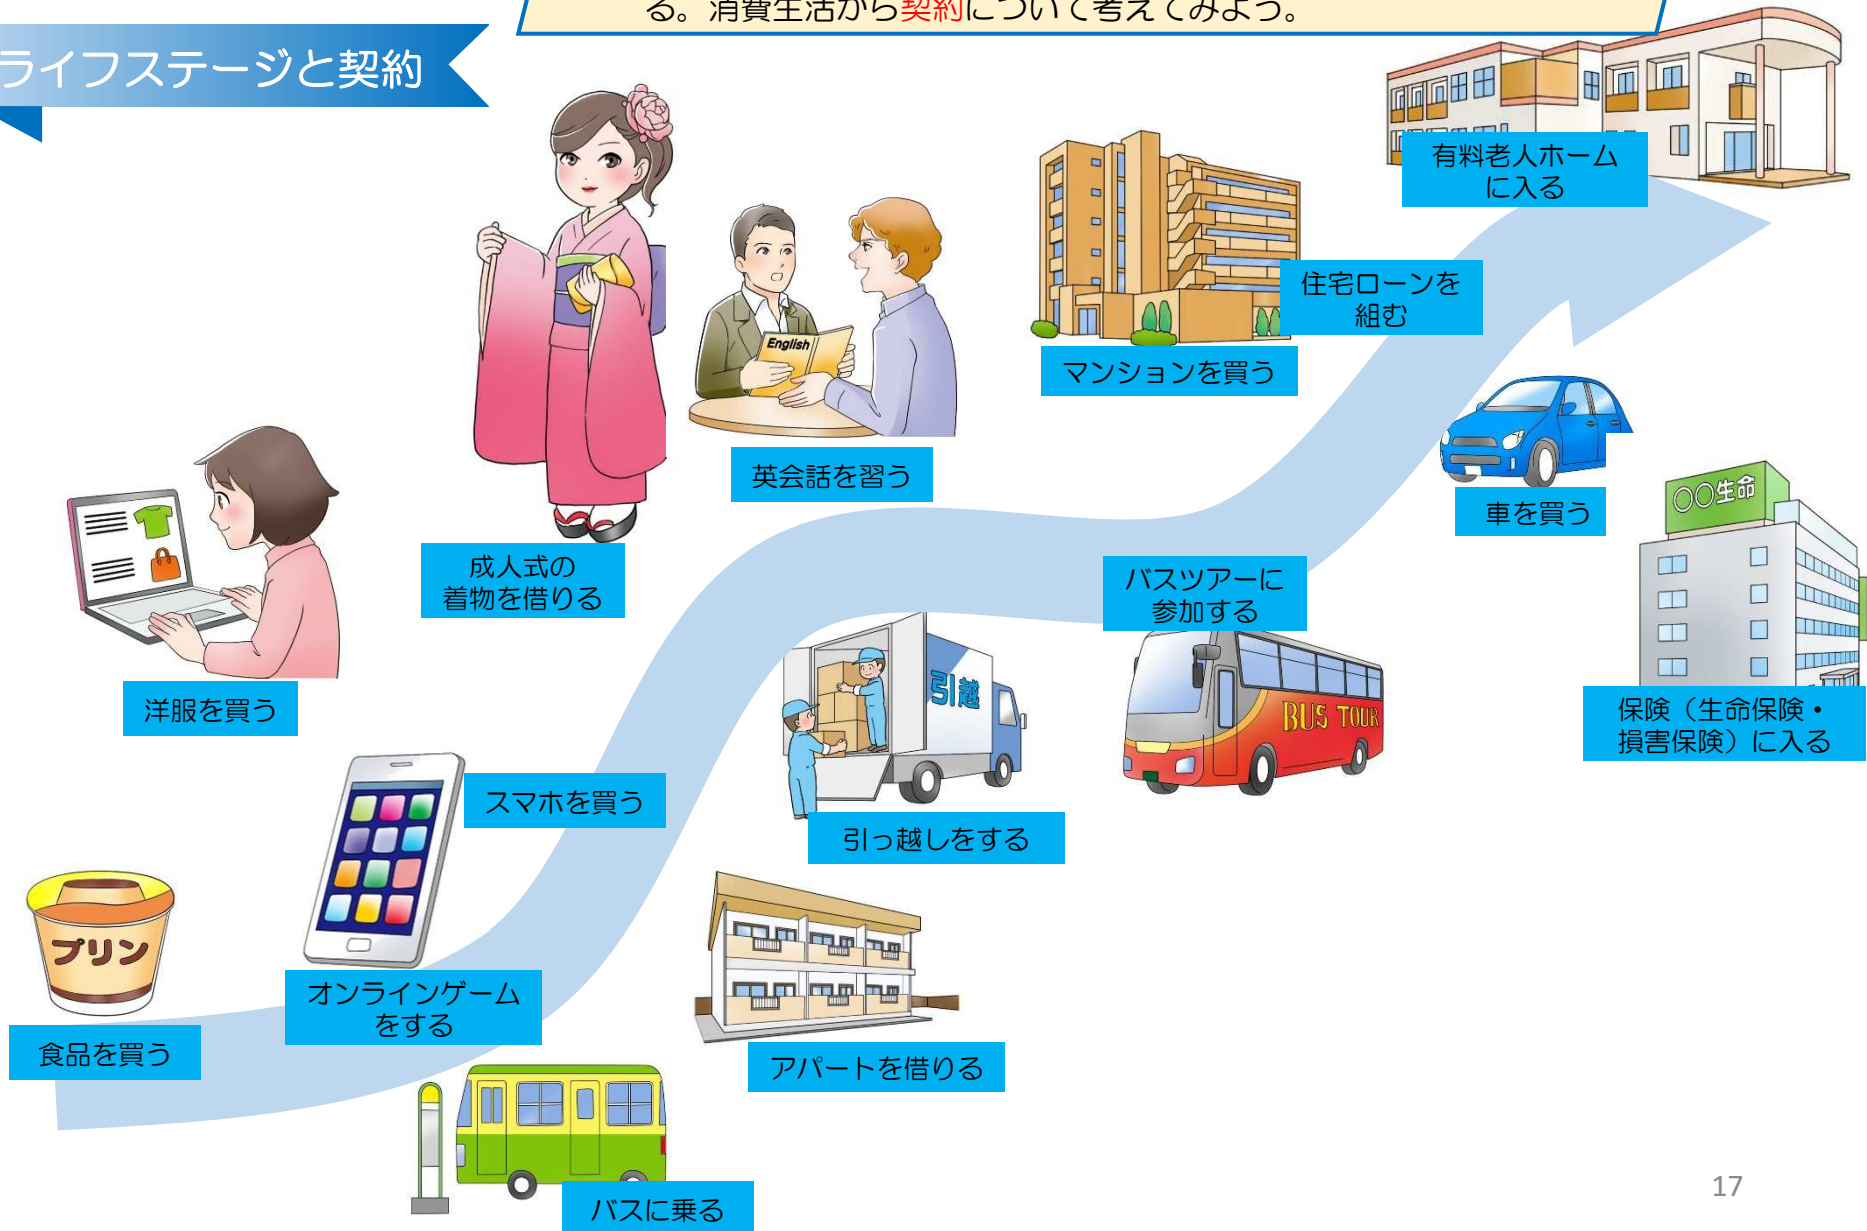 る。消費生活から契約について考えてみよう。
ライフステージと契約
有料老人ホーム
に入る
住宅ローンを
組む
マンションを買う
English
英会話を習う
車を買う
〇〇生命
成人式の
着物を借りる
バスツアーに
参加する
洋服を買う
引越
BUS TOUR
保険（生命保険・
損害保険）に入る
スマホを買う
引っ越しをする
プリン
オンラインゲーム
をする
食品を買う
アパートを借りる
バスに乗る
17